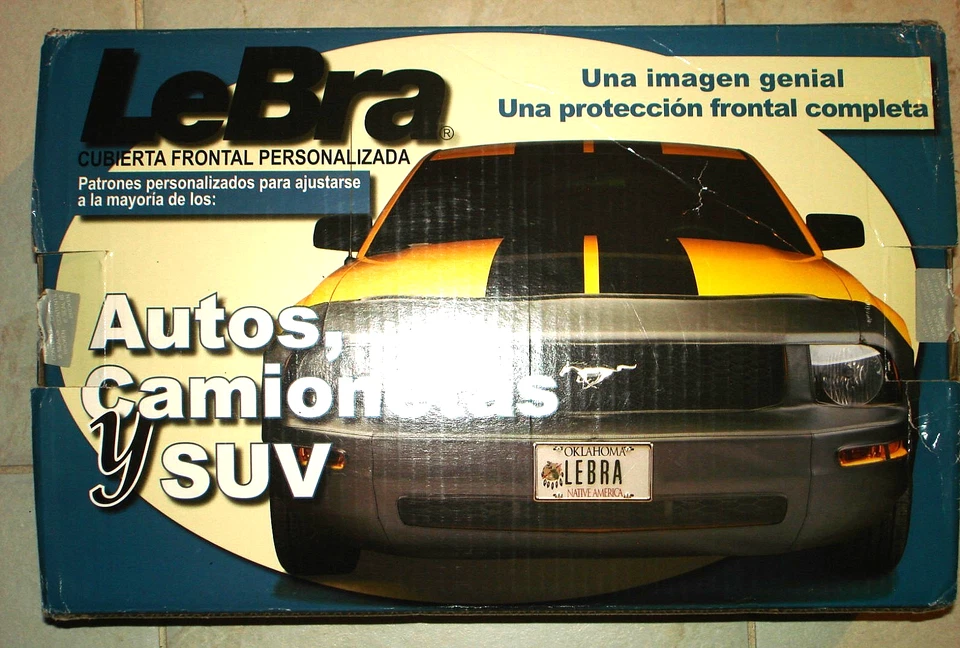 LeBra®
CUBIERTA FRONTAL PERSONALIZADA
Patrones personalizados para ajustarse
a la mayoría de los:
Una imagen genial
Una protección frontal completa
Autos,
Camionetas
y SUV
OKLAHOMA
LEBRA
NATIVE AMERICA